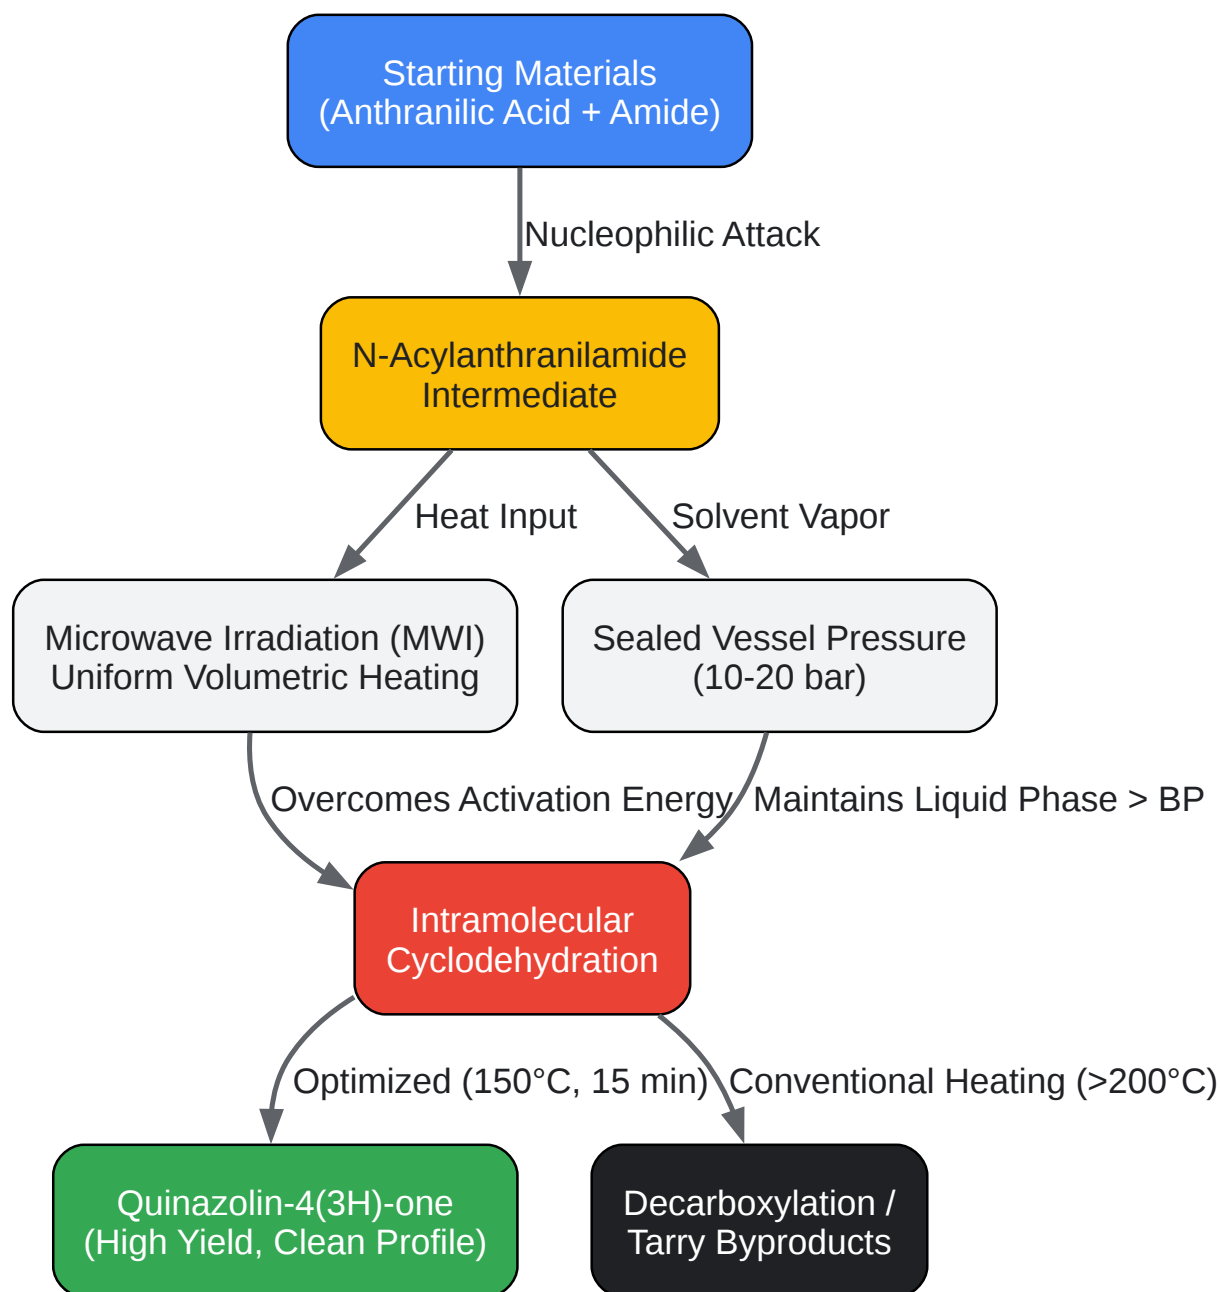 Starting Materials
(Anthranilic Acid + Amide)
Nucleophilic Attack
N-Acylanthranilamide
Intermediate
Heat Input
Solvent Vapor
Microwave Irradiation (MWI)
Uniform Volumetric Heating
Sealed Vessel Pressure
(10-20 bar)
Overcomes Activation Energy
Maintains Liquid Phase > BP
Intramolecular
Cyclodehydration
Optimized (150°C, 15 min)
Conventional Heating (>200°C)
Quinazolin-4(3H)-one
(High Yield, Clean Profile)
Decarboxylation /
Tarry Byproducts